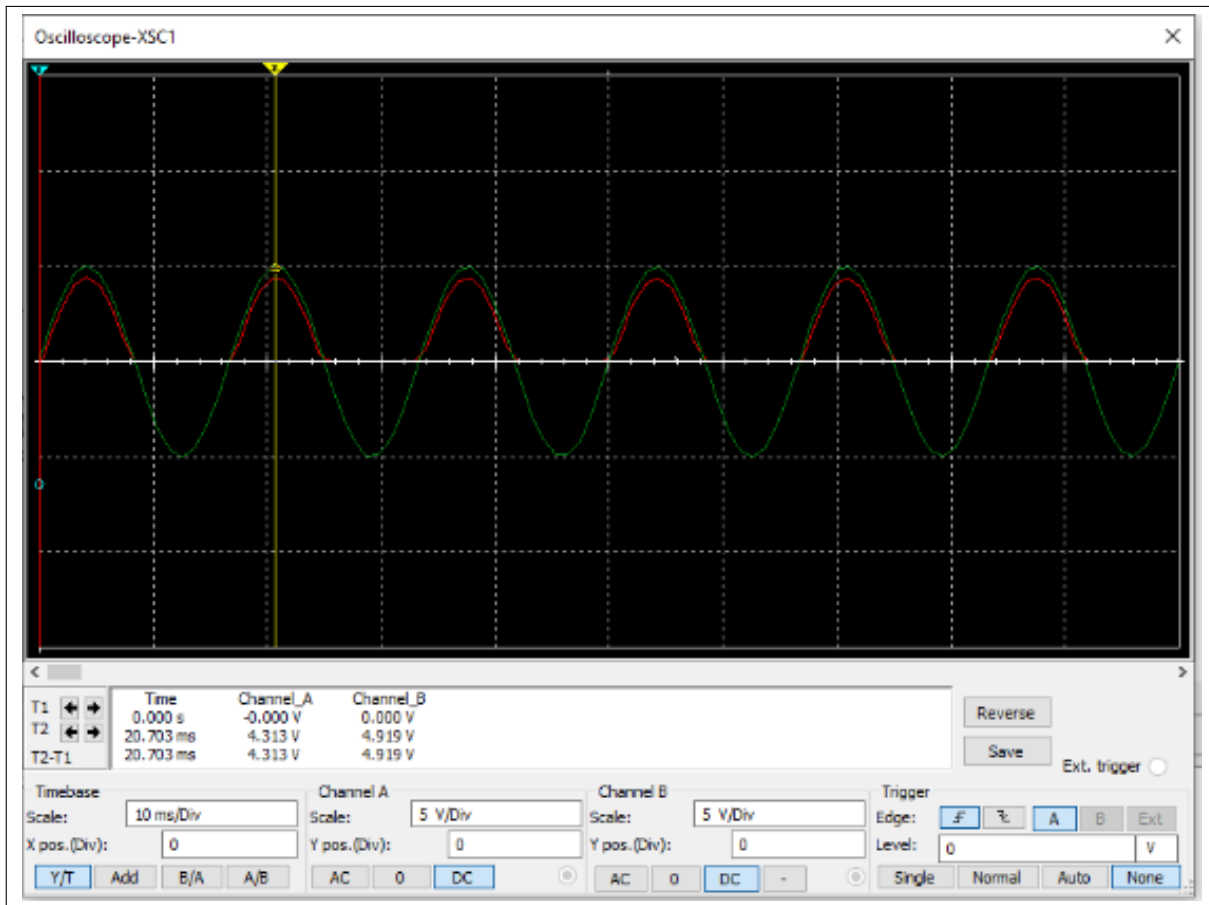 Oscilloscope-XSC1
T1
T2
T2-T1
Time Channel_A Channel_B
0.000 s -0.000 V 0.000 V
20.703 ms 4.313 V 4.919 V
20.703 ms 4.313 V 4.919 V
Reverse
Save
Ext. trigger
Timebase
Scale: 10 ms/Div
X pos.(Div): 0
Y/T Add B/A A/B
Channel A
Scale: 5 V/Div
Y pos.(Div): 0
AC 0 DC
Channel B
Scale: 5 V/Div
Y pos.(Div): 0
AC 0 DC -
Trigger
Edge: A B Ext
Level: 0 V
Single Normal Auto None